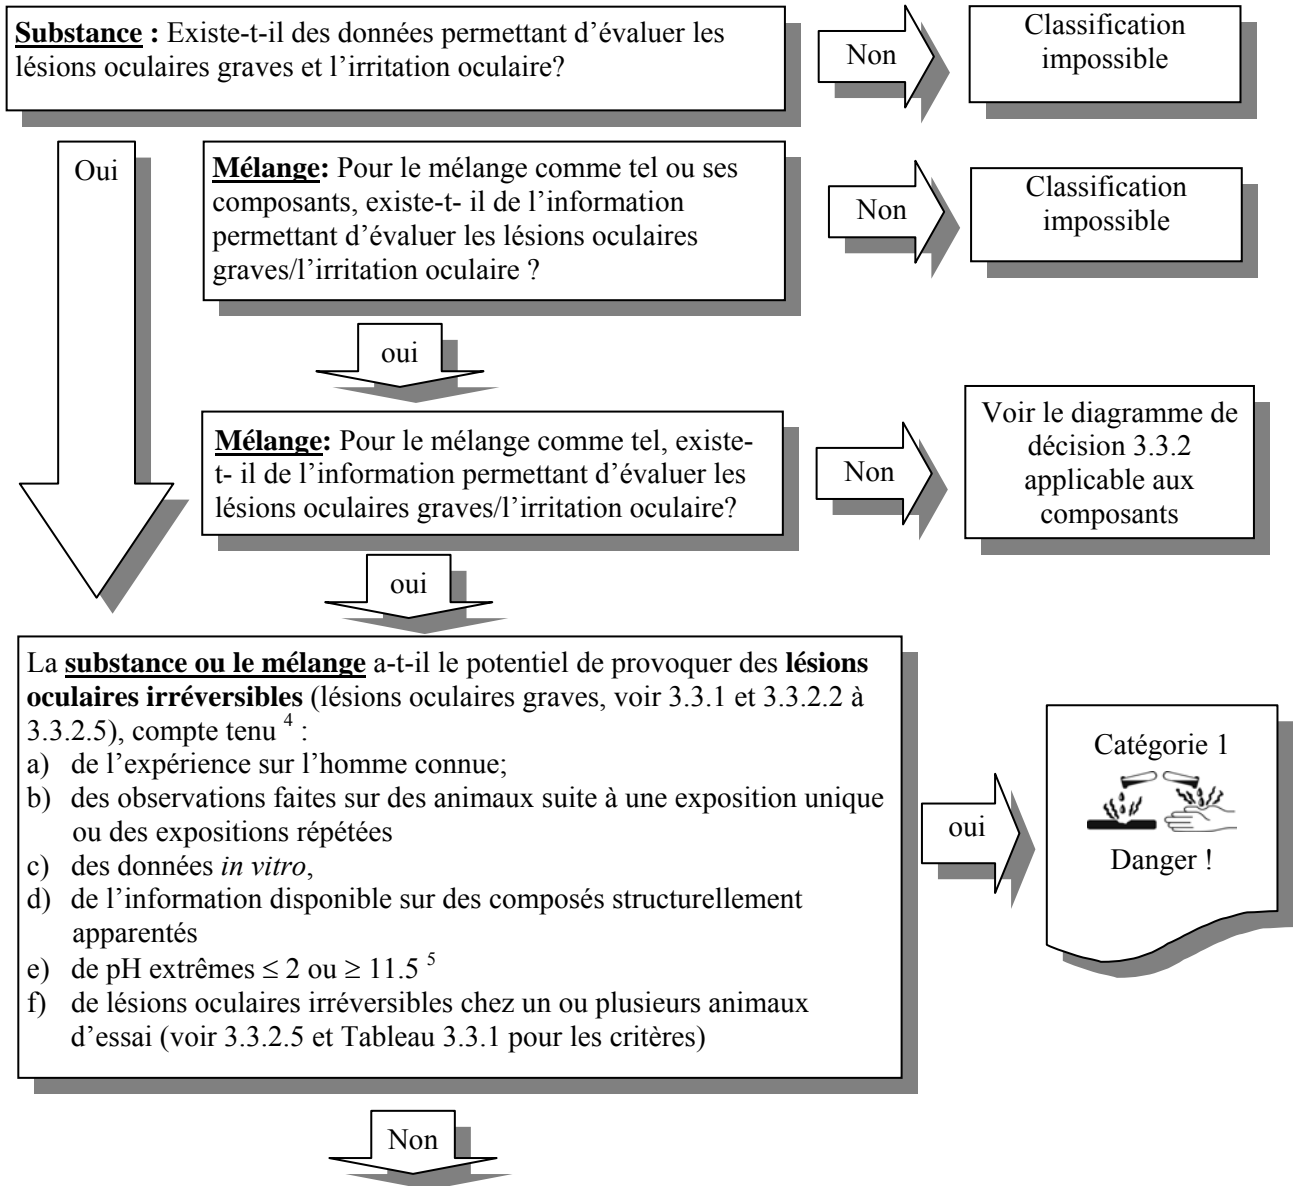 Substance : Existe-t-il des données permettant d'évaluer les
lésions oculaires graves et l'irritation oculaire?
Non
Classification
impossible
Oui
Mélange: Pour le mélange comme tel ou ses
composants, existe-t- il de l'information
permettant d'évaluer les lésions oculaires
graves/l'irritation oculaire ?
Non
Classification
impossible
oui
Mélange: Pour le mélange comme tel, existe-
t- il de l'information permettant d'évaluer les
lésions oculaires graves/l'irritation oculaire?
Non
Voir le diagramme de
décision 3.3.2
applicable aux
composants
oui
La substance ou le mélange a-t-il le potentiel de provoquer des lésions
oculaires irréversibles (lésions oculaires graves, voir 3.3.1 et 3.3.2.2 à
3.3.2.5), compte tenu 4 :
a) de l'expérience sur l'homme connue;
b) des observations faites sur des animaux suite à une exposition unique
ou des expositions répétées
c) des données in vitro,
d) de l'information disponible sur des composés structurellement
apparentés
e) de pH extrêmes ≤ 2 ou ≥ 11.5 5
f) de lésions oculaires irréversibles chez un ou plusieurs animaux
d'essai (voir 3.3.2.5 et Tableau 3.3.1 pour les critères)
oui
Catégorie 1
Danger !
Non